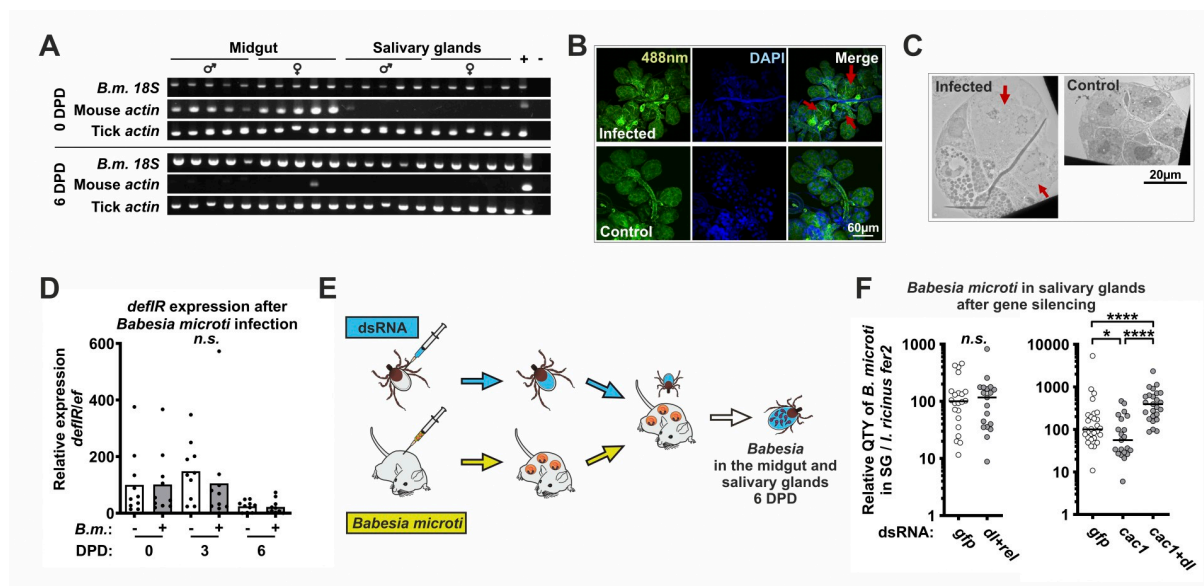 A
Midgut
Salivary glands
♂ ♀ ♂ ♀ + -
0 DPD
B.m. 18S
Mouse actin
Tick actin
6 DPD
B.m. 18S
Mouse actin
Tick actin
B
488nm
DAPI
Merge
Infected
Control
60µm
C
Infected
Control
20µm
D
defIR expression after
Babesia microti infection
n.s.
Relative expression
defIR/ef
600
400
200
0
B.m.: - + - + - +
DPD: 0 3 6
E
dsRNA
Babesia microti
Babesia
in the midgut and
salivary glands
6 DPD
F
Babesia microti in salivary glands
after gene silencing
Relative QTY of B. microti
in SG / I. ricinus fer2
n.s.
1000
100
10
1
****
* ****
10000
1000
100
10
1
dsRNA: gfp dl+rel gfp cac1 cac1+dl